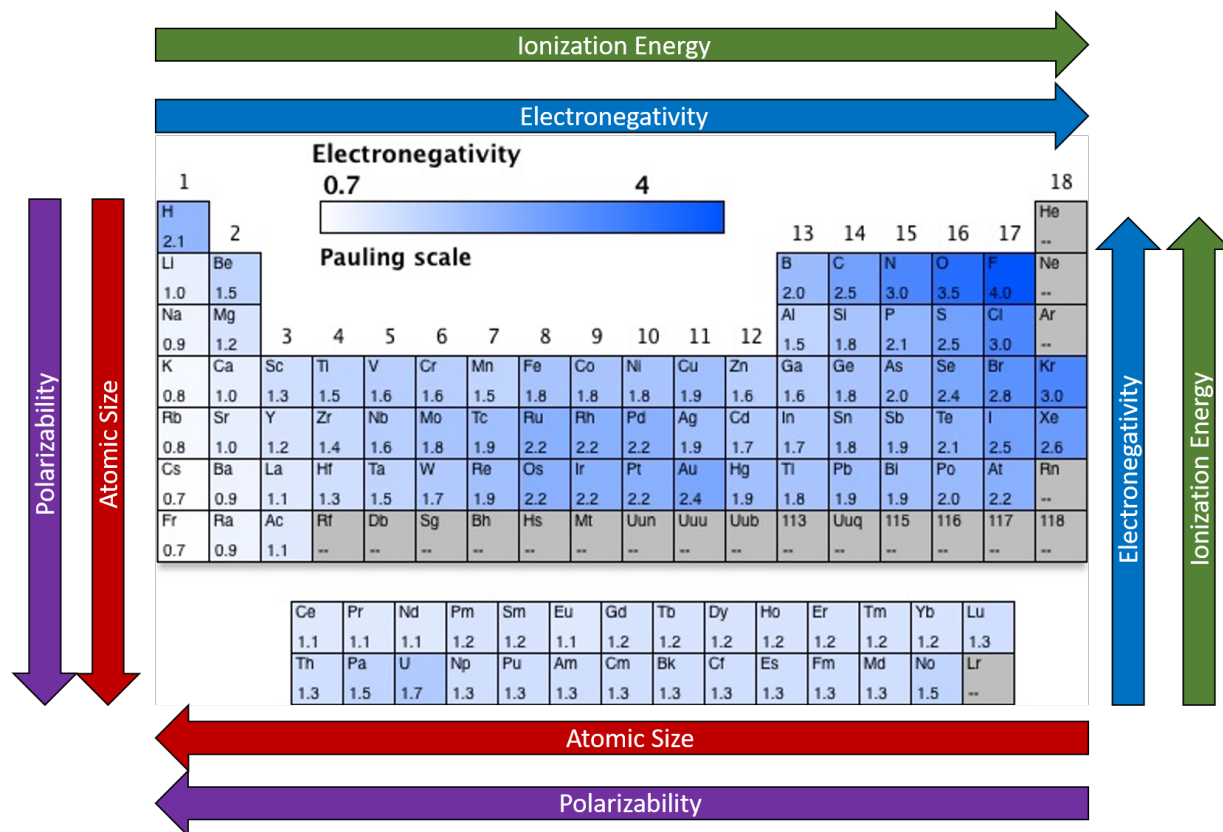 Ionization Energy
Electronegativity
Electronegativity
0.7 4
Pauling scale
1 18
H He
2.1 --
2 13 14 15 16 17
Li Be B C N O F Ne
1.0 1.5 2.0 2.5 3.0 3.5 4.0 --
Na Mg Al Si P S Cl Ar
0.9 1.2 1.5 1.8 2.1 2.5 3.0 --
3 4 5 6 7 8 9 10 11 12
K Ca Sc Ti V Cr Mn Fe Co Ni Cu Zn Ga Ge As Se Br Kr
0.8 1.0 1.3 1.5 1.6 1.6 1.5 1.8 1.8 1.8 1.9 1.6 1.6 1.8 2.0 2.4 2.8 3.0
Rb Sr Y Zr Nb Mo Tc Ru Rh Pd Ag Cd In Sn Sb Te I Xe
0.8 1.0 1.2 1.4 1.6 1.8 1.9 2.2 2.2 2.2 1.9 1.7 1.7 1.8 1.9 2.1 2.5 2.6
Cs Ba La Hf Ta W Re Os Ir Pt Au Hg Tl Pb Bi Po At Rn
0.7 0.9 1.1 1.3 1.5 1.7 1.9 2.2 2.2 2.2 2.4 1.9 1.8 1.9 1.9 2.0 2.2 --
Fr Ra Ac Rf Db Sg Bh Hs Mt Uun Uuu Uub 113 Uuq 115 116 117 118
0.7 0.9 1.1 -- -- -- -- -- -- -- -- -- -- -- -- -- -- --
Ce Pr Nd Pm Sm Eu Gd Tb Dy Ho Er Tm Yb Lu
1.1 1.1 1.1 1.2 1.2 1.1 1.2 1.2 1.2 1.2 1.2 1.2 1.2 1.3
Th Pa U Np Pu Am Cm Bk Cf Es Fm Md No Lr
1.3 1.5 1.7 1.3 1.3 1.3 1.3 1.3 1.3 1.3 1.3 1.3 1.5 --
Polarizability
Atomic Size
Electronegativity
Ionization Energy
Atomic Size
Polarizability